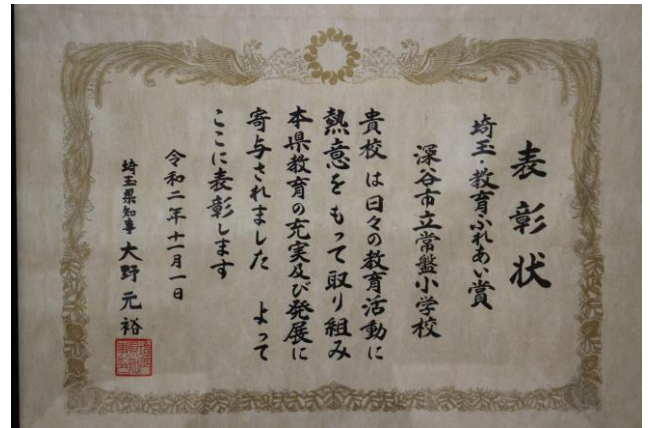 表彰状
埼玉・教育ふれあい賞
深谷市立常盤小学校
貴校は日々の教育活動に
熱意をもって取り組み
本県教育の充実及び発展に
寄与されました　よって
ここに表彰します
令和二年十一月一日
埼玉県知事 大野元裕